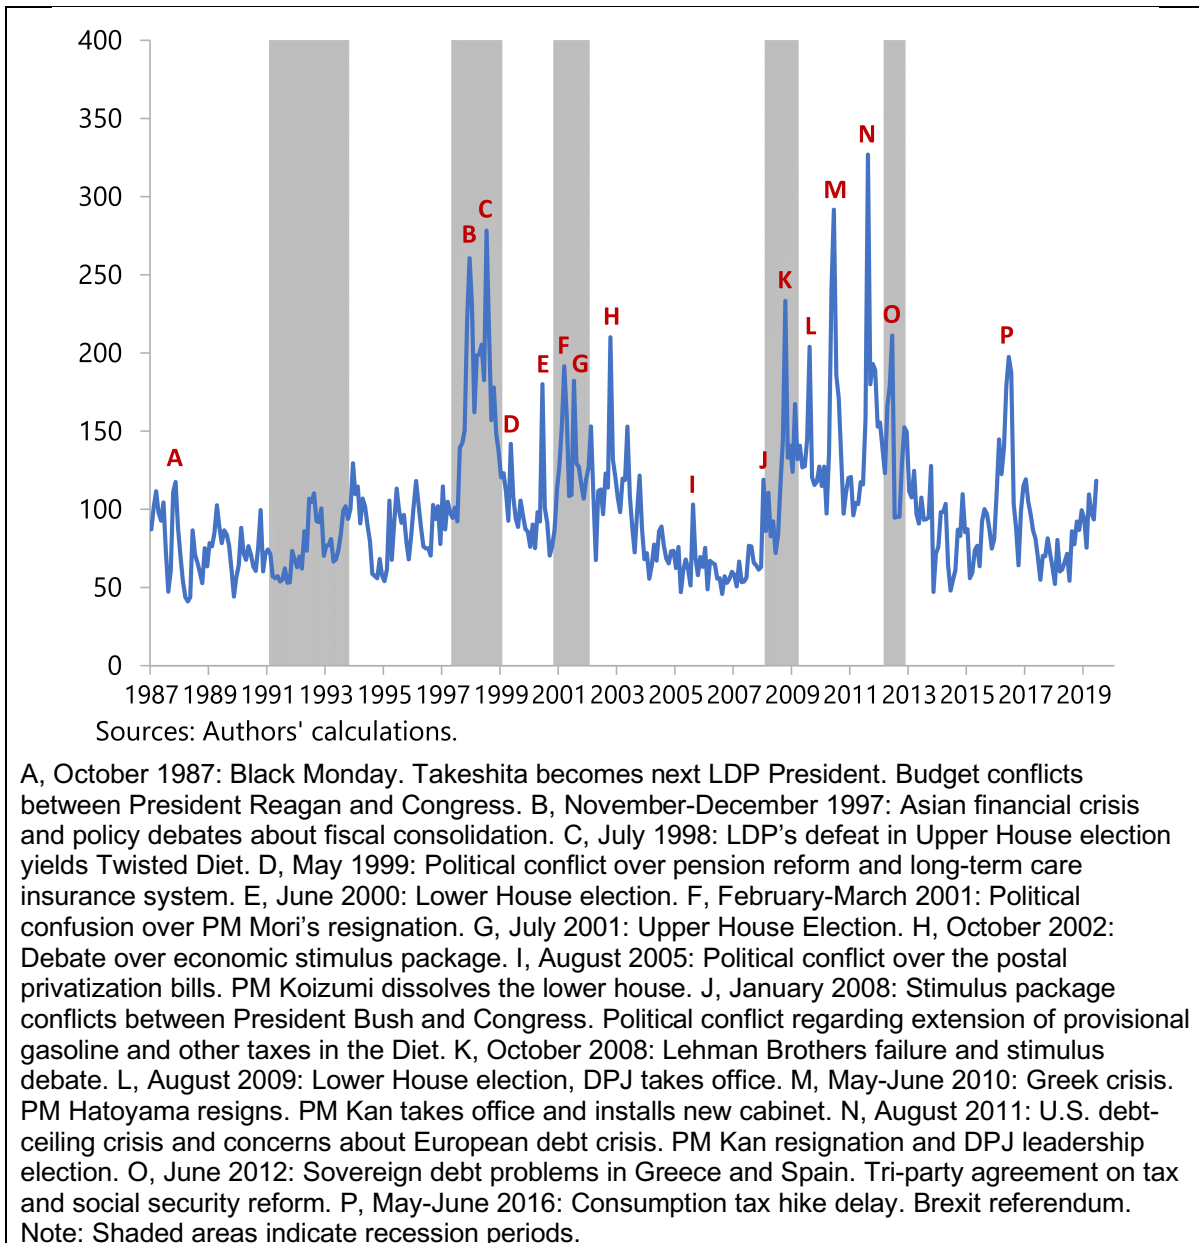 400
350
300
250
200
150
100
50
0
A
B
C
D
E
F
G
H
I
J
K
L
M
N
O
P
1987 1989 1991 1993 1995 1997 1999 2001 2003 2005 2007 2009 2011 2013 2015 2017 2019
Sources: Authors' calculations.
A, October 1987: Black Monday. Takeshita becomes next LDP President. Budget conflicts
between President Reagan and Congress. B, November-December 1997: Asian financial crisis
and policy debates about fiscal consolidation. C, July 1998: LDP’s defeat in Upper House election
yields Twisted Diet. D, May 1999: Political conflict over pension reform and long-term care
insurance system. E, June 2000: Lower House election. F, February-March 2001: Political
confusion over PM Mori’s resignation. G, July 2001: Upper House Election. H, October 2002:
Debate over economic stimulus package. I, August 2005: Political conflict over the postal
privatization bills. PM Koizumi dissolves the lower house. J, January 2008: Stimulus package
conflicts between President Bush and Congress. Political conflict regarding extension of provisional
gasoline and other taxes in the Diet. K, October 2008: Lehman Brothers failure and stimulus
debate. L, August 2009: Lower House election, DPJ takes office. M, May-June 2010: Greek crisis.
PM Hatoyama resigns. PM Kan takes office and installs new cabinet. N, August 2011: U.S. debt-
ceiling crisis and concerns about European debt crisis. PM Kan resignation and DPJ leadership
election. O, June 2012: Sovereign debt problems in Greece and Spain. Tri-party agreement on tax
and social security reform. P, May-June 2016: Consumption tax hike delay. Brexit referendum.
Note: Shaded areas indicate recession periods.